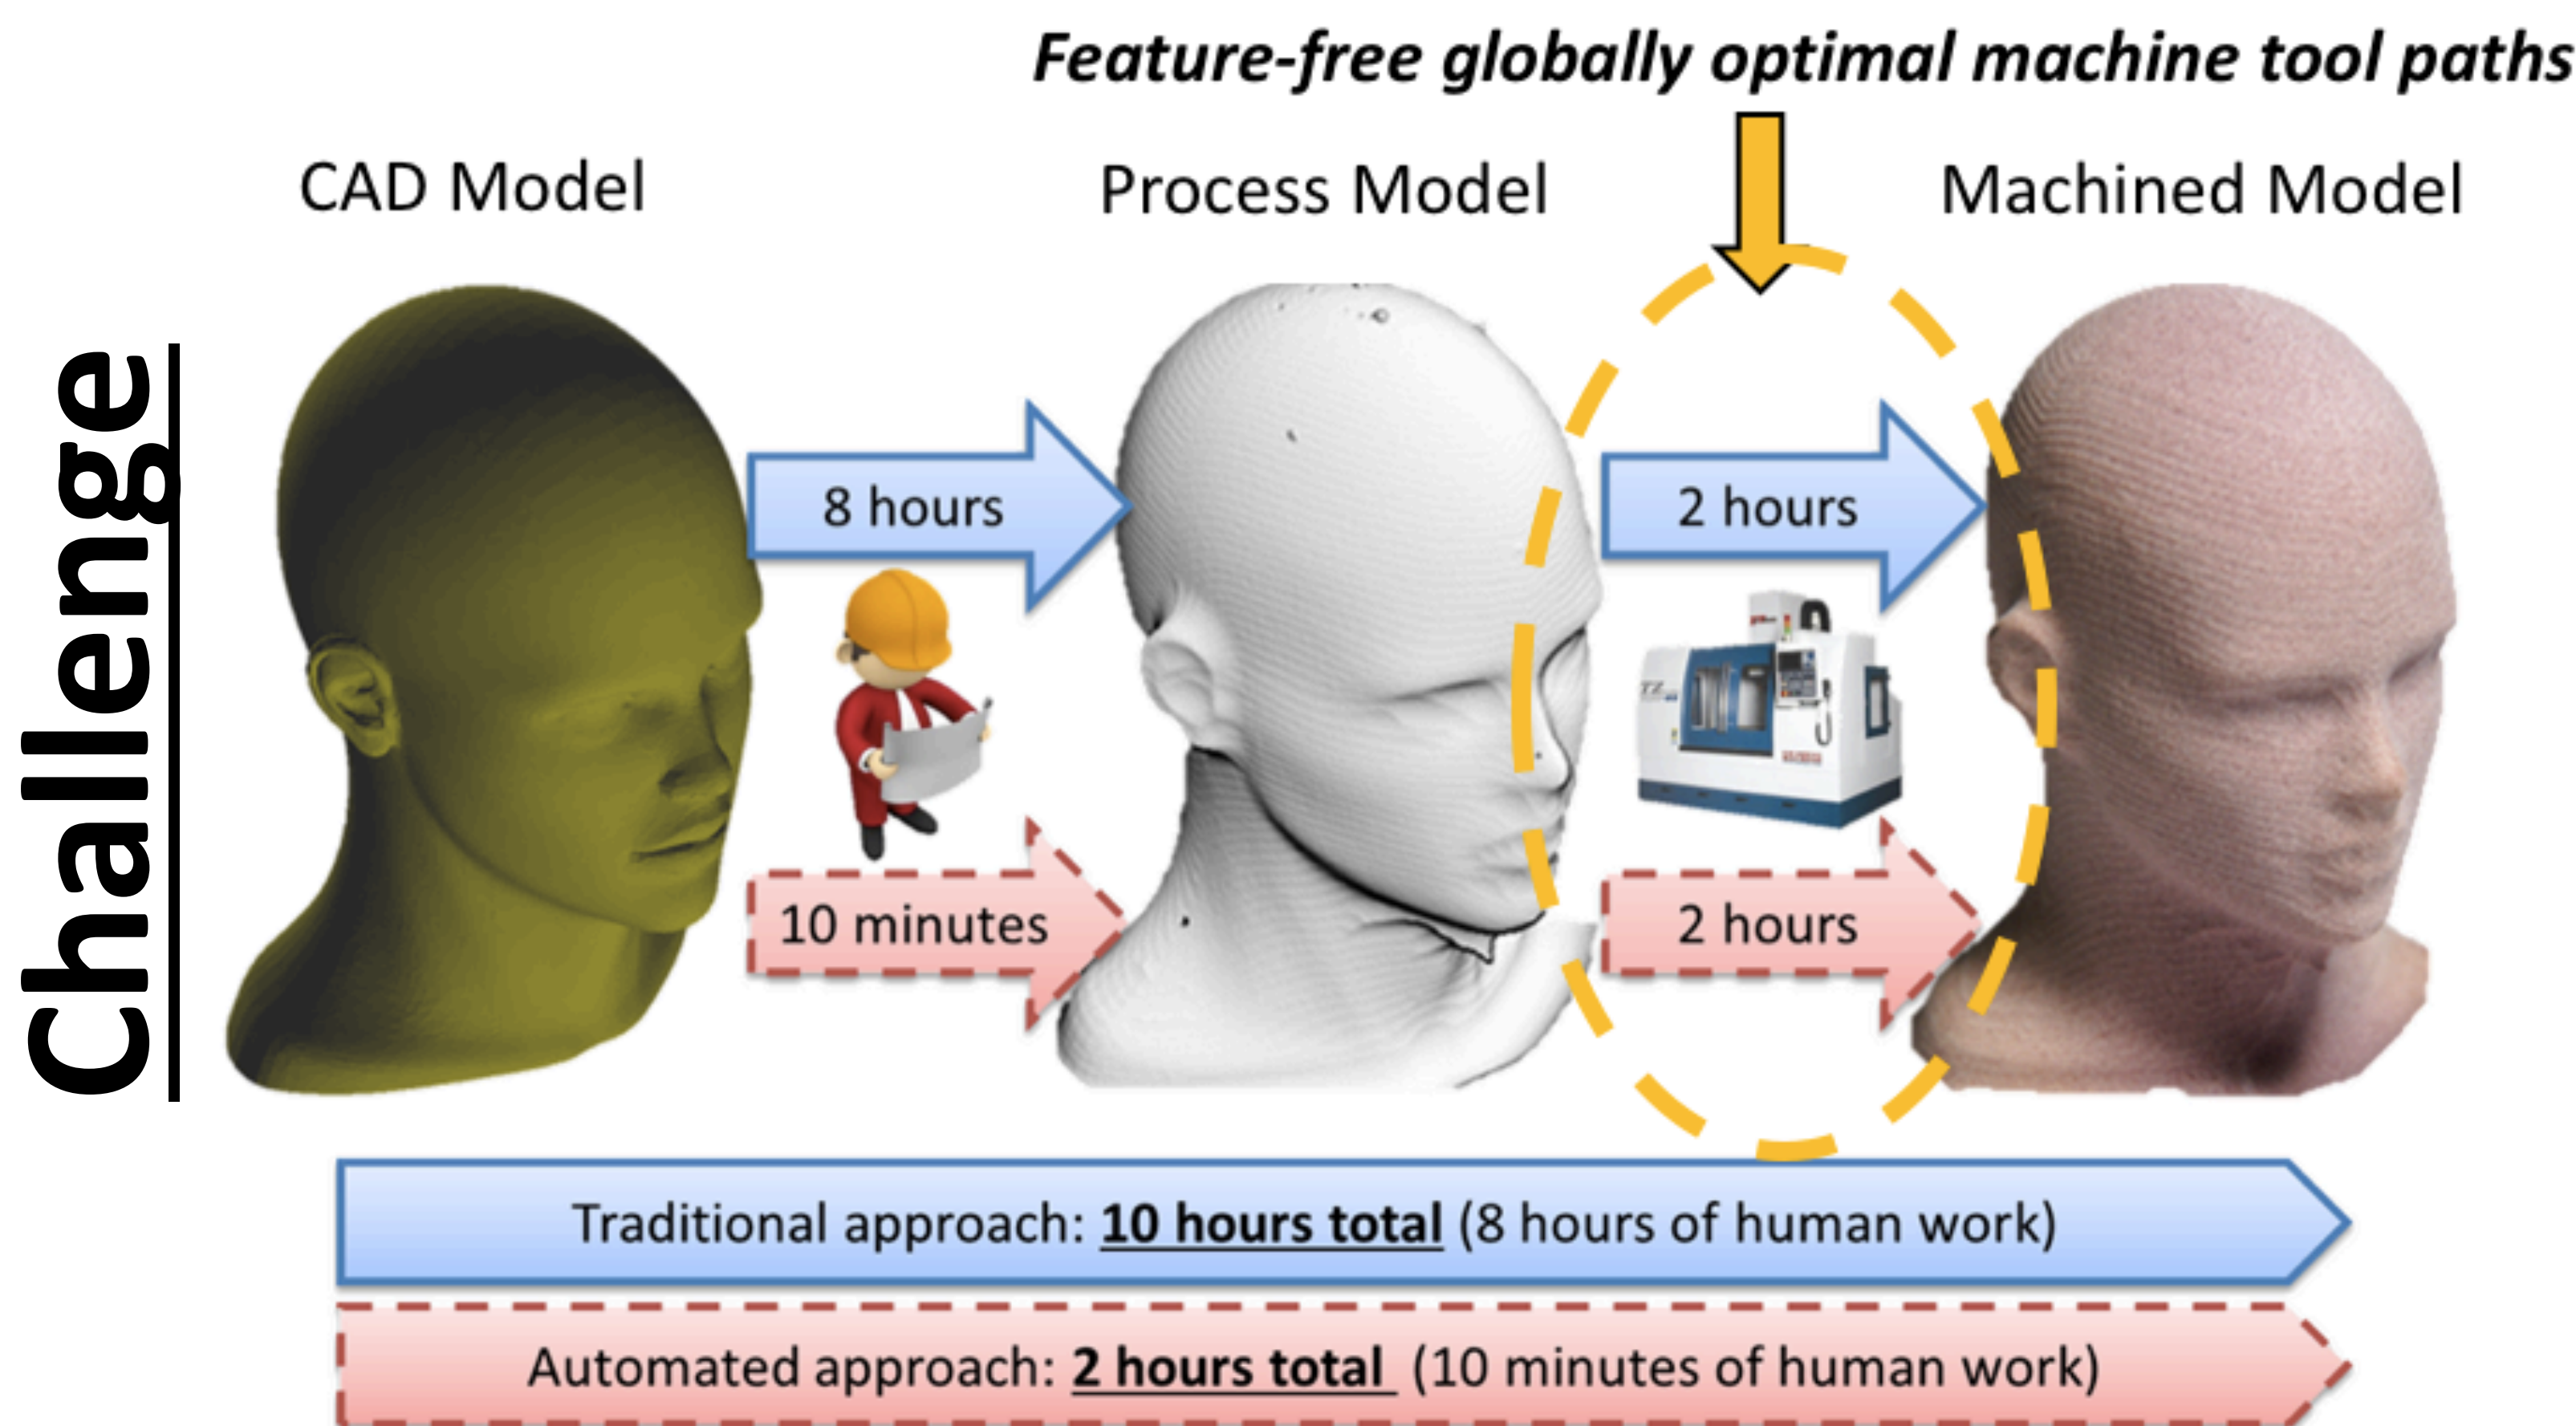 Feature-free globally optimal machine tool paths
CAD Model
Process Model
Machined Model
Challenge
8 hours
2 hours
10 minutes
2 hours
Traditional approach: 10 hours total (8 hours of human work)
Automated approach: 2 hours total (10 minutes of human work)